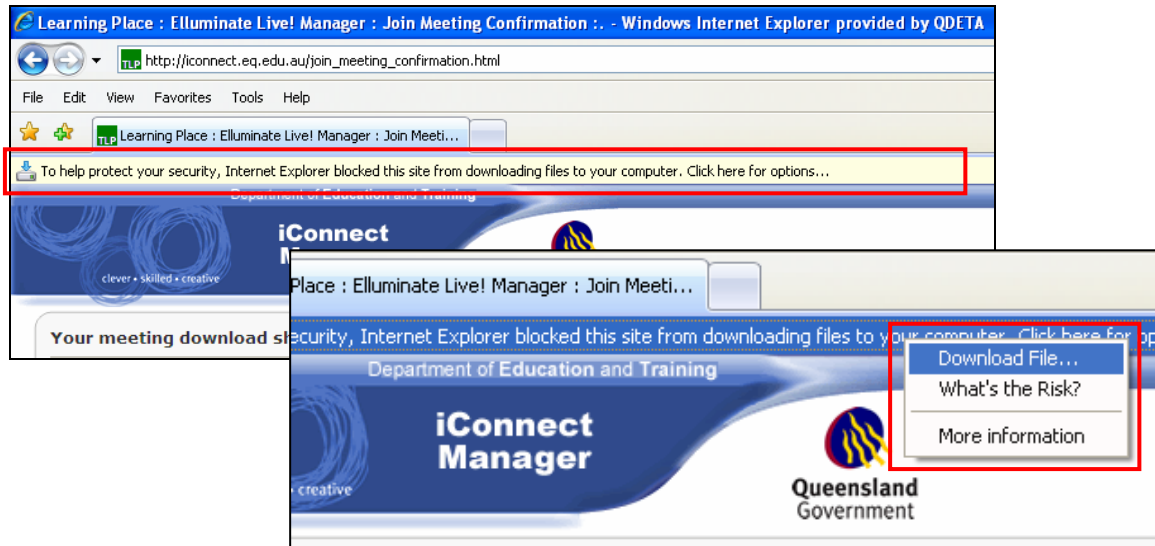 Learning Place : Elluminate Live! Manager : Join Meeting Confirmation :. - Windows Internet Explorer provided by QDETA
TLP http://iconnect.eq.edu.au/join_meeting_confirmation.html
File Edit View Favorites Tools Help
TLP Learning Place : Elluminate Live! Manager : Join Meeti...
To help protect your security, Internet Explorer blocked this site from downloading files to your computer. Click here for options...
Department of Education and Training
iConnect
clever • skilled • creative
Your meeting download
Place : Elluminate Live! Manager : Join Meeti...
security, Internet Explorer blocked this site from downloading files to your computer. Click here for
Download File...
What's the Risk?
More information
Department of Education and Training
iConnect
Manager
creative
Queensland
Government